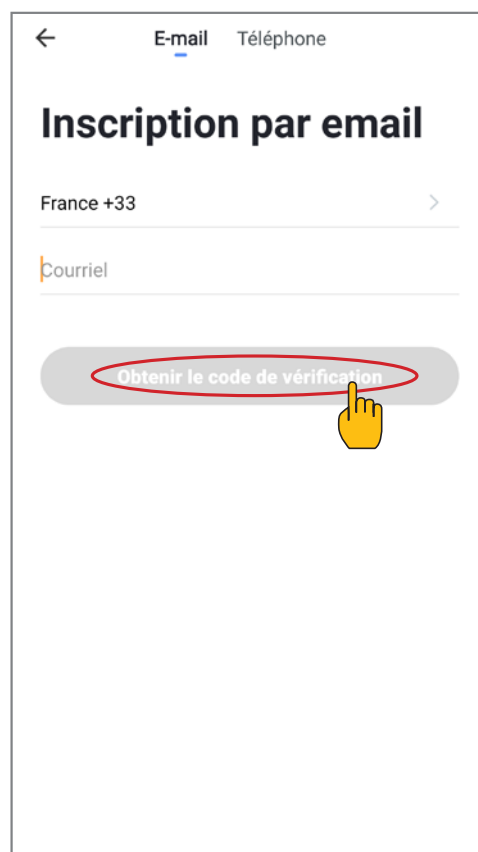 E-mail Téléphone
Inscription par email
France +33
Courriel
Obtenir le code de vérification